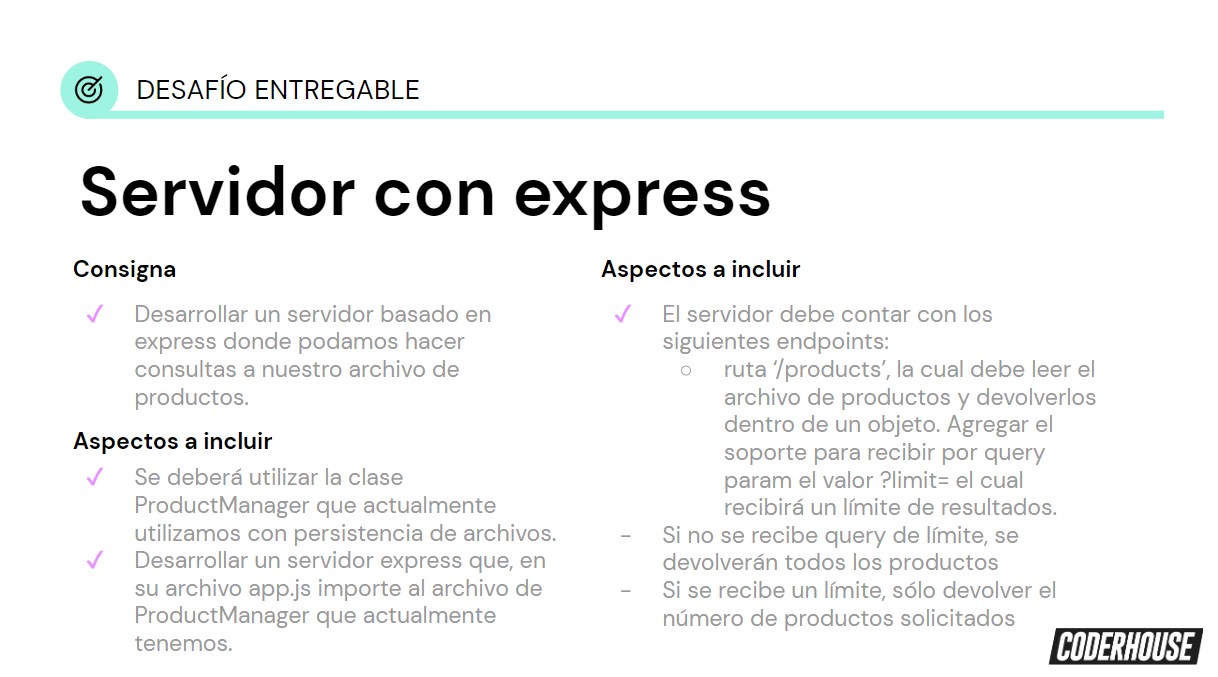 DESAFÍO ENTREGABLE
Servidor con express
Consigna
✓ Desarrollar un servidor basado en
express donde podamos hacer
consultas a nuestro archivo de
productos.
Aspectos a incluir
✓ Se deberá utilizar la clase
ProductManager que actualmente
utilizamos con persistencia de archivos.
✓ Desarrollar un servidor express que, en
su archivo app.js importe al archivo de
ProductManager que actualmente
tenemos.
Aspectos a incluir
✓ El servidor debe contar con los
siguientes endpoints:
○ ruta ‘/products’, la cual debe leer el
archivo de productos y devolverlos
dentro de un objeto. Agregar el
soporte para recibir por query
param el valor ?limit= el cual
recibirá un límite de resultados.
- Si no se recibe query de límite, se
devolverán todos los productos
- Si se recibe un límite, sólo devolver el
número de productos solicitados
CODERHOUSE